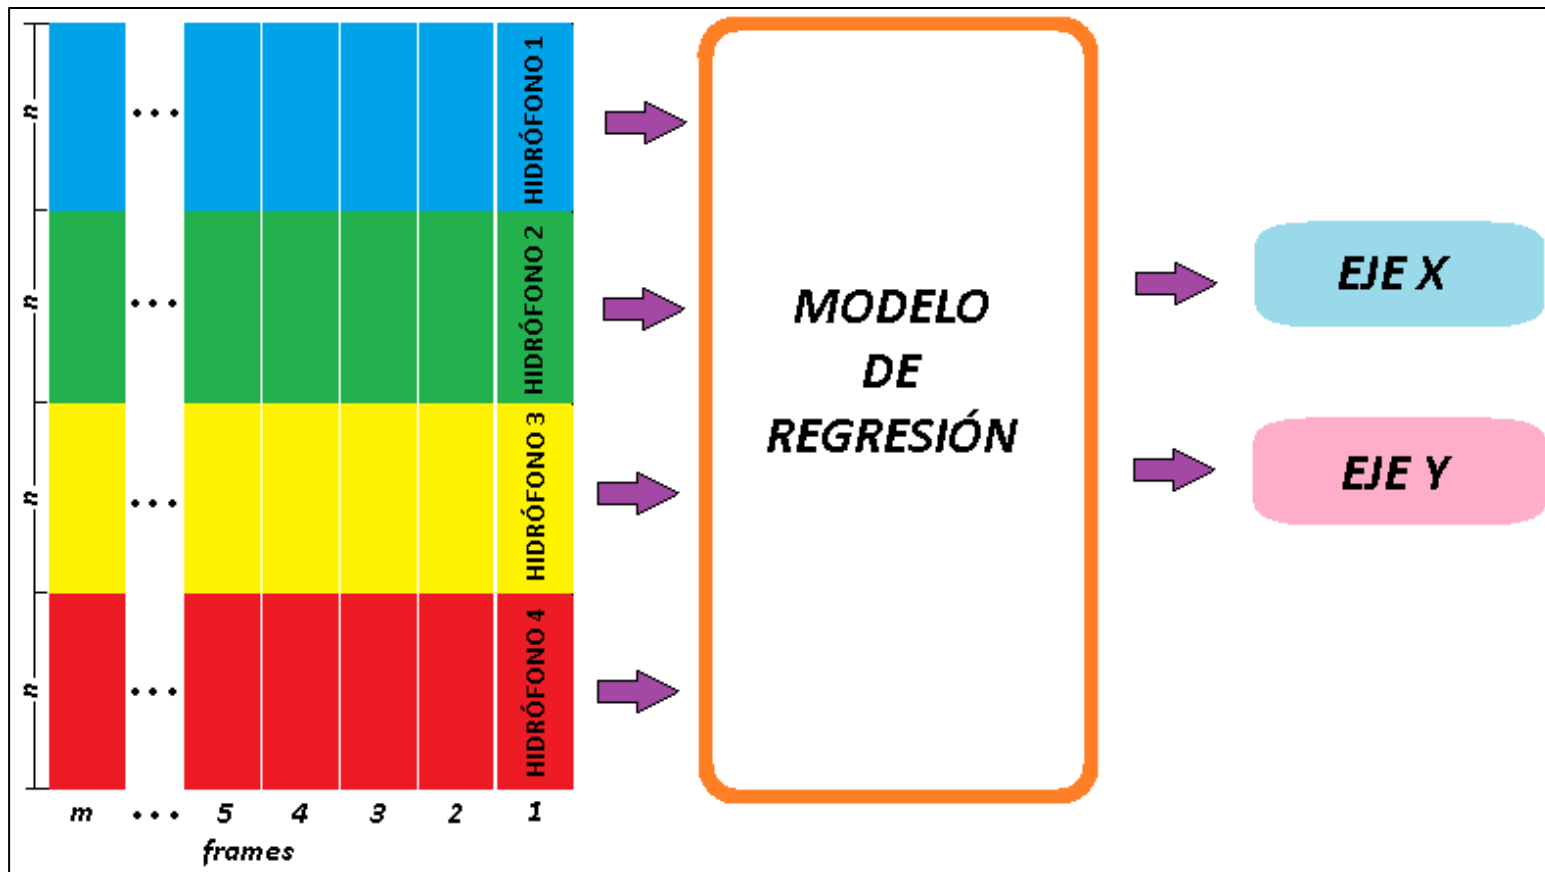 n
HIDRÓFONO 1
n
HIDRÓFONO 2
n
HIDRÓFONO 3
n
HIDRÓFONO 4
m ... 5 4 3 2 1
frames
MODELO
DE
REGRESIÓN
EJE X
EJE Y